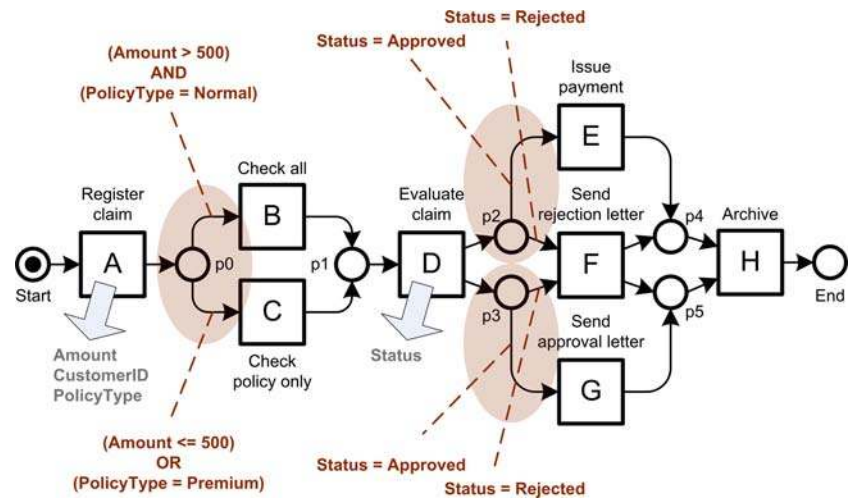 Status = Rejected
Status = Approved
(Amount > 500)
AND
(PolicyType = Normal)
Issue
payment
E
Check all
B
Register
claim
A
Evaluate
claim
D
Send
rejection letter
F
Archive
H
p0
p1
p2
p3
p4
p5
Start
End
C
Check
policy only
Send
approval letter
G
Amount
CustomerID
PolicyType
Status
(Amount <= 500)
OR
(PolicyType = Premium)
Status = Approved
Status = Rejected